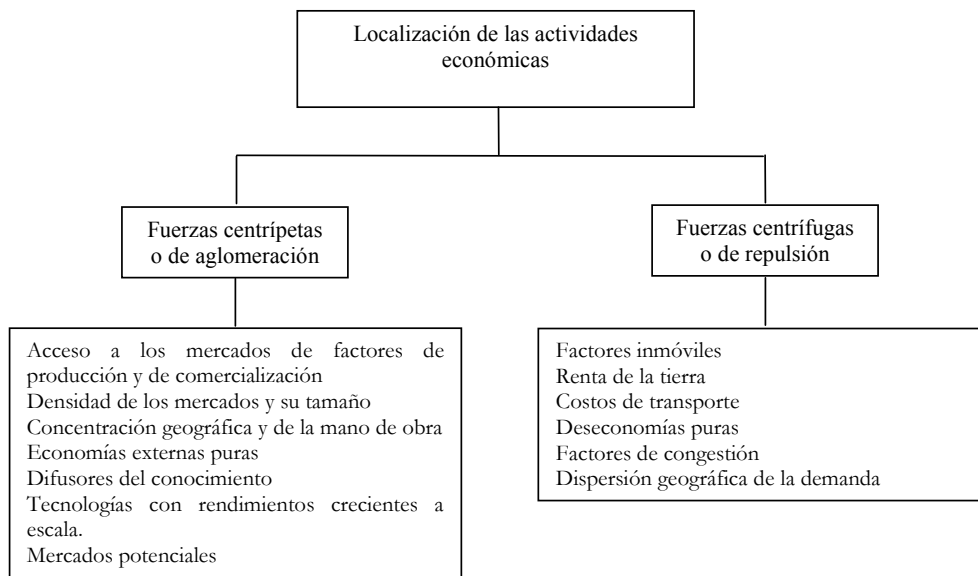 Localización de las actividades
económicas
Fuerzas centrípetas
o de aglomeración
Fuerzas centrífugas
o de repulsión
Acceso a los mercados de factores de
producción y de comercialización
Densidad de los mercados y su tamaño
Concentración geográfica y de la mano de obra
Economías externas puras
Difusores del conocimiento
Tecnologías con rendimientos crecientes a
escala.
Mercados potenciales
Factores inmóviles
Renta de la tierra
Costos de transporte
Deseconomías puras
Factores de congestión
Dispersión geográfica de la demanda